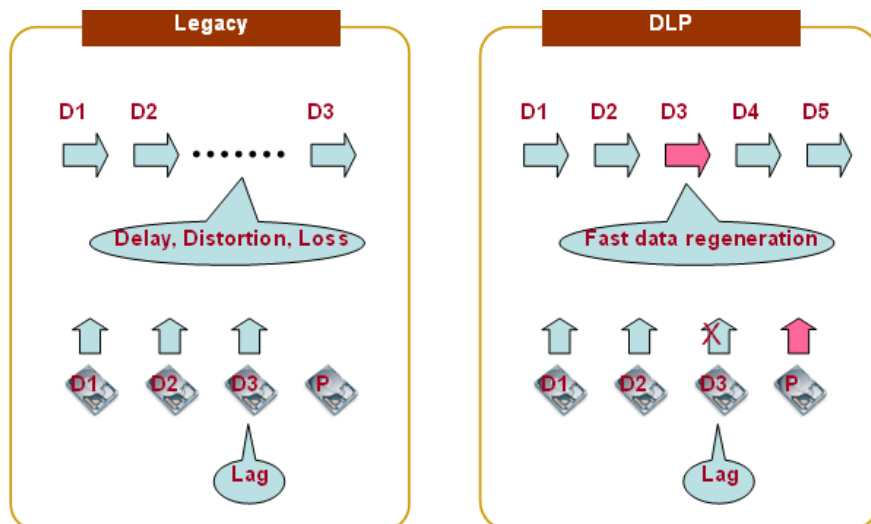 Legacy
D1 D2 D3
Delay, Distortion, Loss
D1 D2 D3 P
Lag
DLP
D1 D2 D3 D4 D5
Fast data regeneration
X
D1 D2 D3 P
Lag